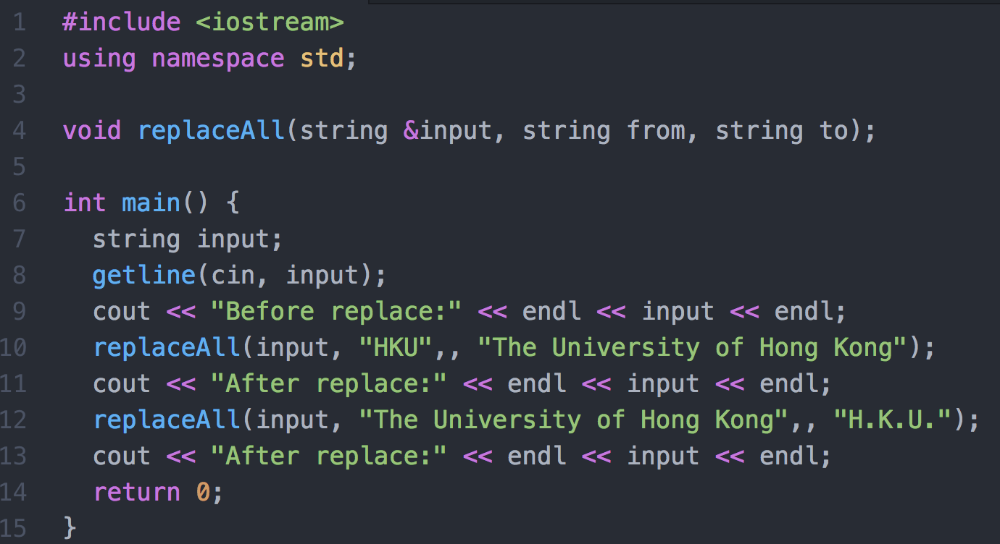 1 #include <iostream>
2 using namespace std;
3
4 void replaceAll(string &input, string from, string to);
5
6 int main() {
7   string input;
8   getline(cin, input);
9   cout << "Before replace:" << endl << input << endl;
10   replaceAll(input, "HKU",, "The University of Hong Kong");
11   cout << "After replace:" << endl << input << endl;
12   replaceAll(input, "The University of Hong Kong",, "H.K.U.");
13   cout << "After replace:" << endl << input << endl;
14   return 0;
15 }